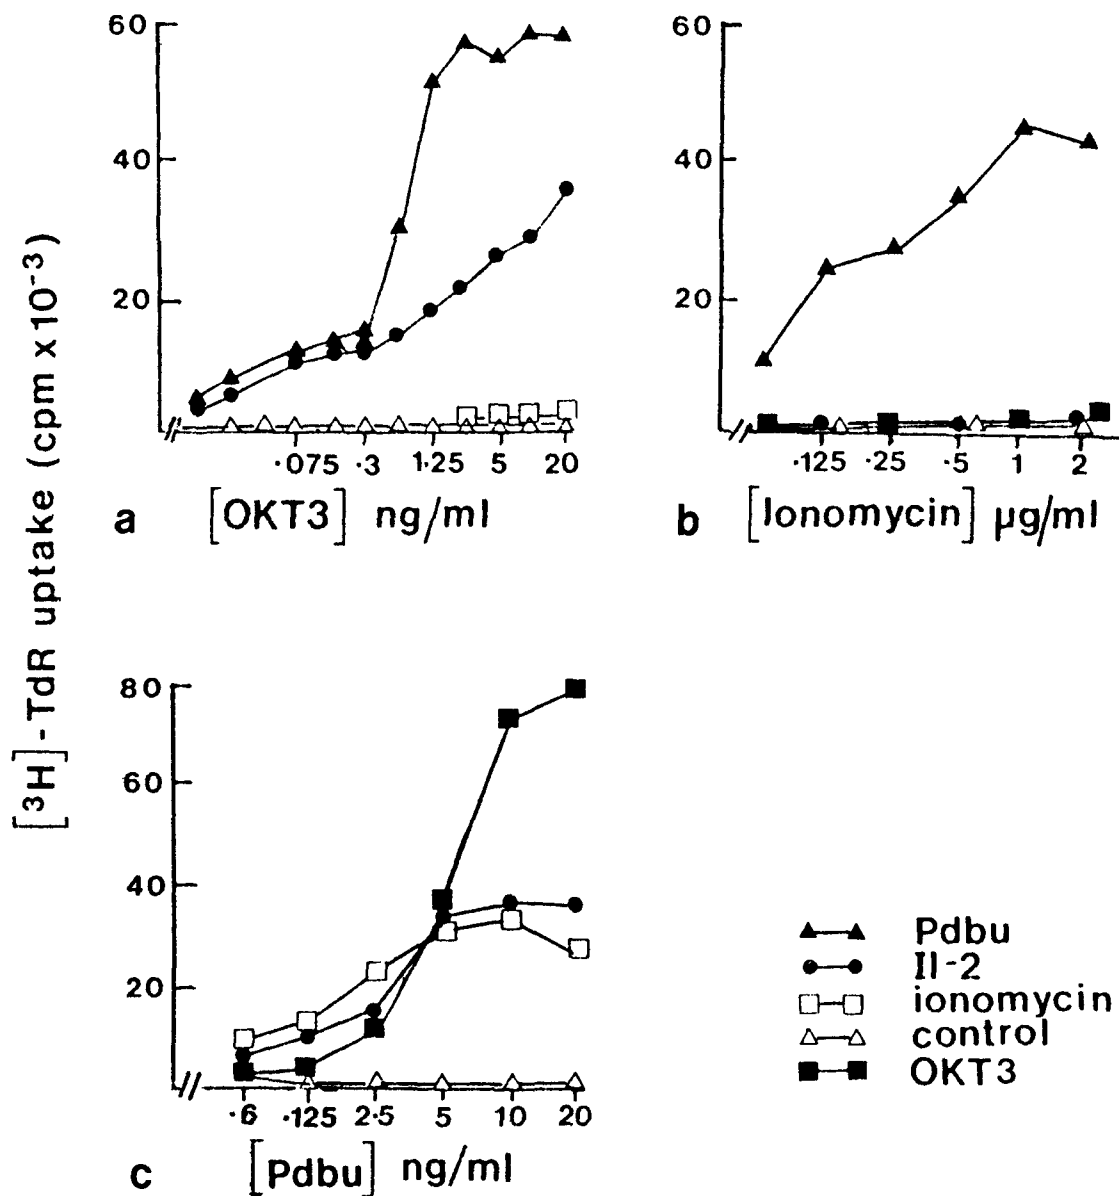 [³H]-TdR uptake (cpm x 10⁻³)
60
40
20
·075 ·3 1·25 5 20
a [OKT3] ng/ml
60
40
20
·125 ·25 ·5 1 2
b [Ionomycin] µg/ml
80
60
40
20
·6 ·125 2·5 5 10 20
c [Pdbu] ng/ml
Pdbu
Il-2
ionomycin
control
OKT3